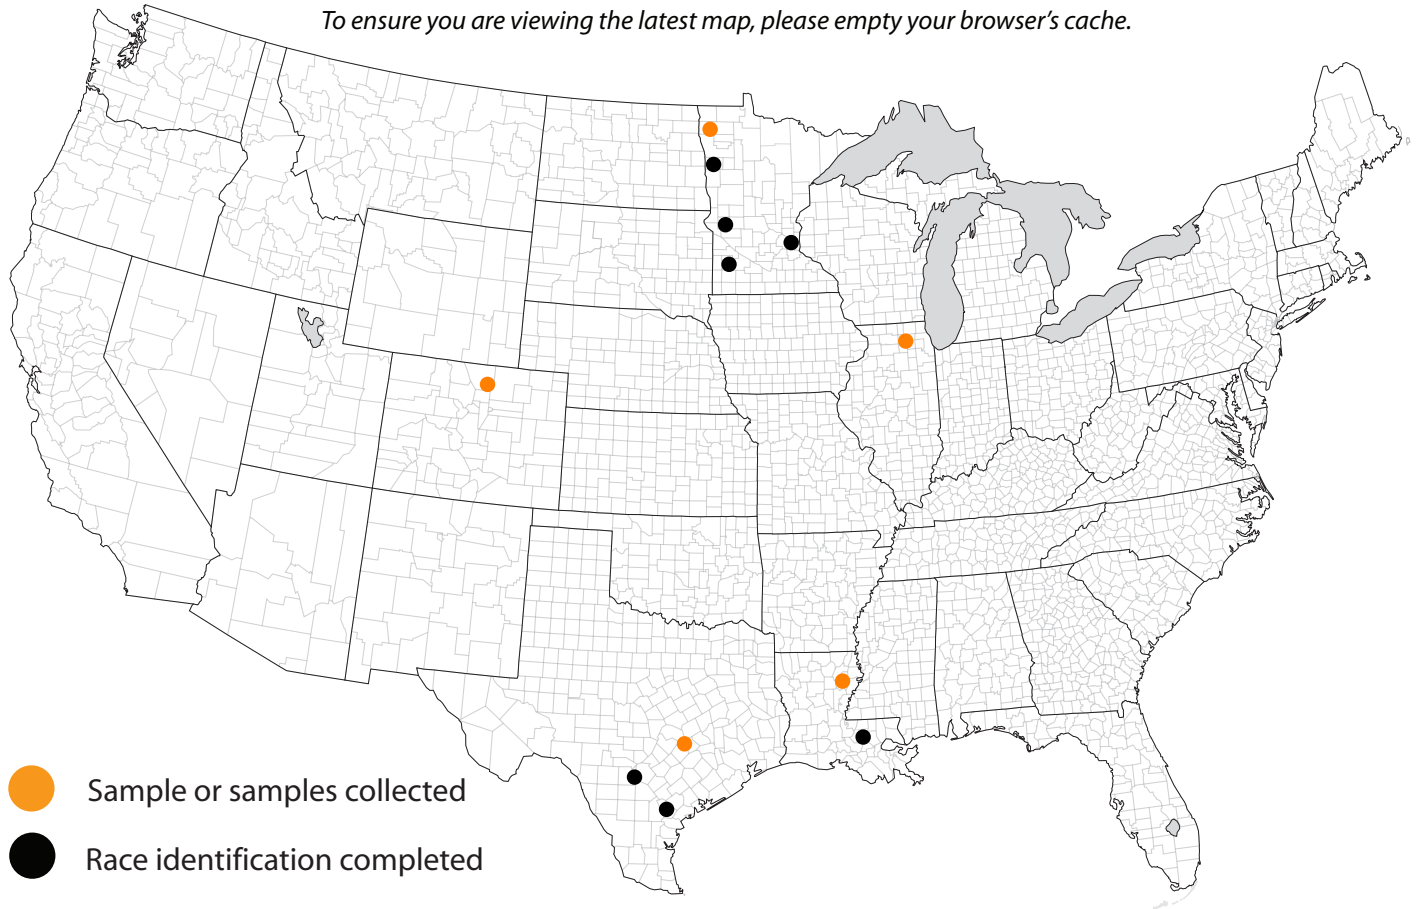 To ensure you are viewing the latest map, please empty your browser’s cache.
Sample or samples collected
Race identification completed